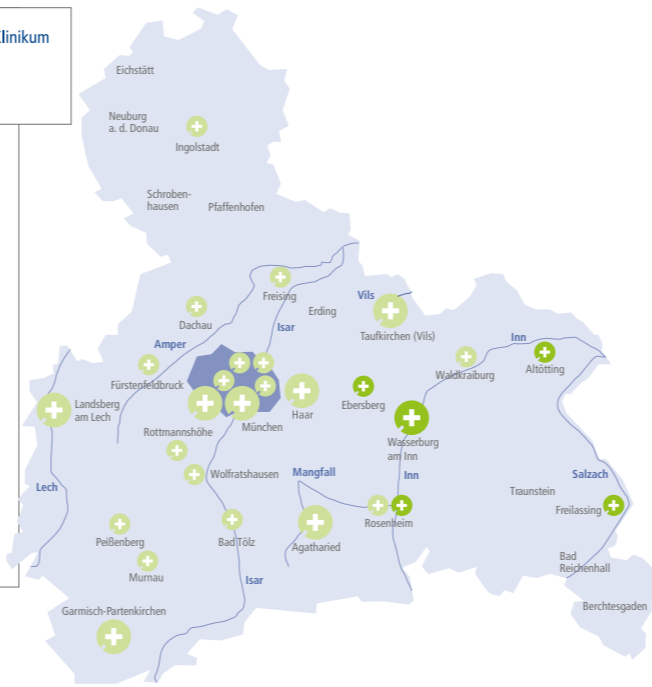 Klinikum
Eichstätt
Neuburg
a. d. Donau
Ingolstadt
Schroben-
hausen
Pfaffenhofen
Freising
Erding
Vils
Dachau
Isar
Taufkirchen (Vils)
Amper
Inn
Altötting
Waldkraiburg
Fürstenfeldbruck
Ebersberg
Landsberg
am Lech
Haar
Rottmannshöhe
München
Wasserburg
am Inn
Wolfratshausen
Mangfall
Inn
Salzach
Lech
Traunstein
Freilassing
Rosenheim
Peißenberg
Bad Tölz
Agatharied
Bad
Reichenhall
Murnau
Isar
Garmisch-Partenkirchen
Berchtesgaden